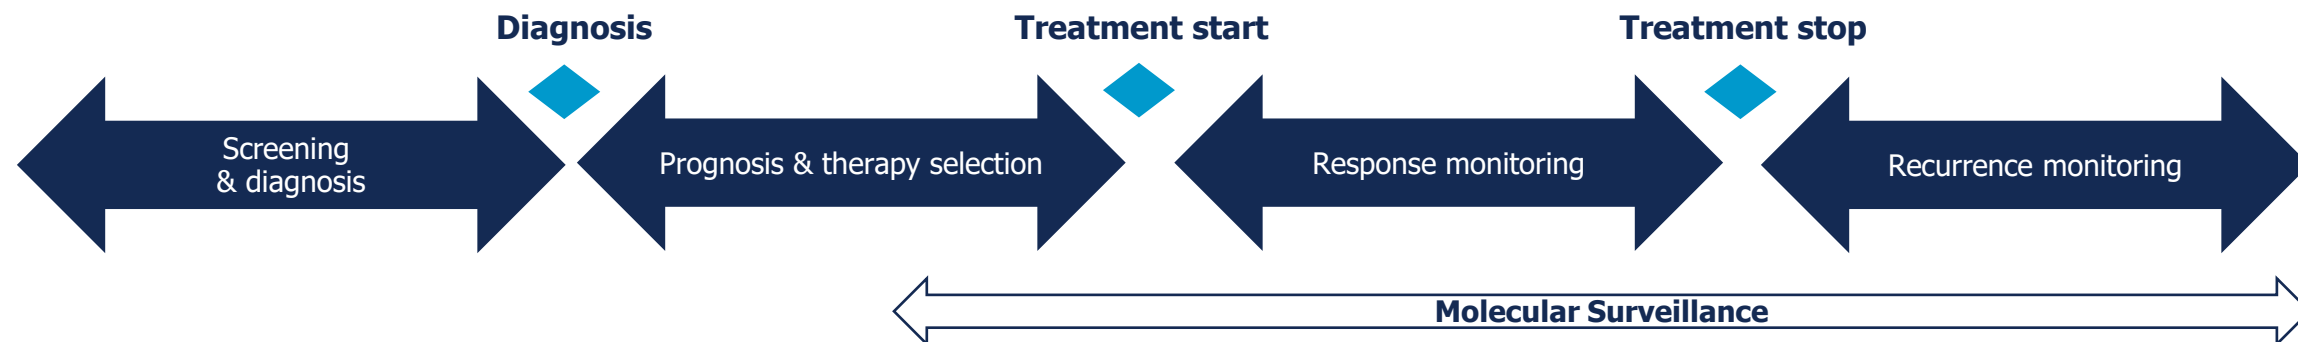 Diagnosis
Treatment start
Treatment stop
Screening
& diagnosis
Prognosis & therapy selection
Response monitoring
Recurrence monitoring
Molecular Surveillance